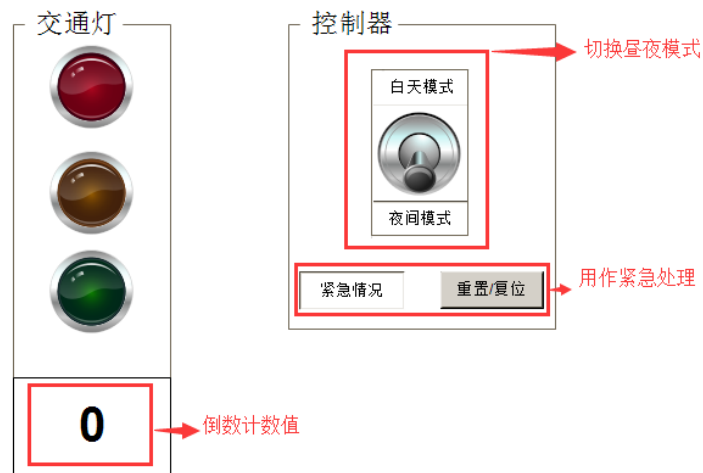 交通灯
控制器
切换昼夜模式
白天模式
夜间模式
紧急情况
重置/复位
用作紧急处理
0
倒数计数值